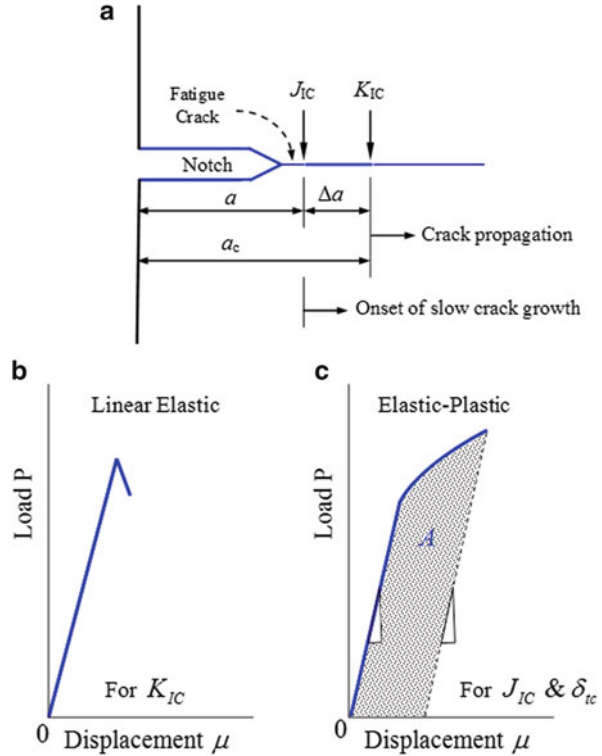 a
Fatigue
Crack
J_IC
K_IC
Notch
a
Δa
Crack propagation
a_c
Onset of slow crack growth
b
Linear Elastic
Load P
For K_IC
0
Displacement μ
c
Elastic-Plastic
Load P
A
For J_IC & δ_tc
0
Displacement μ